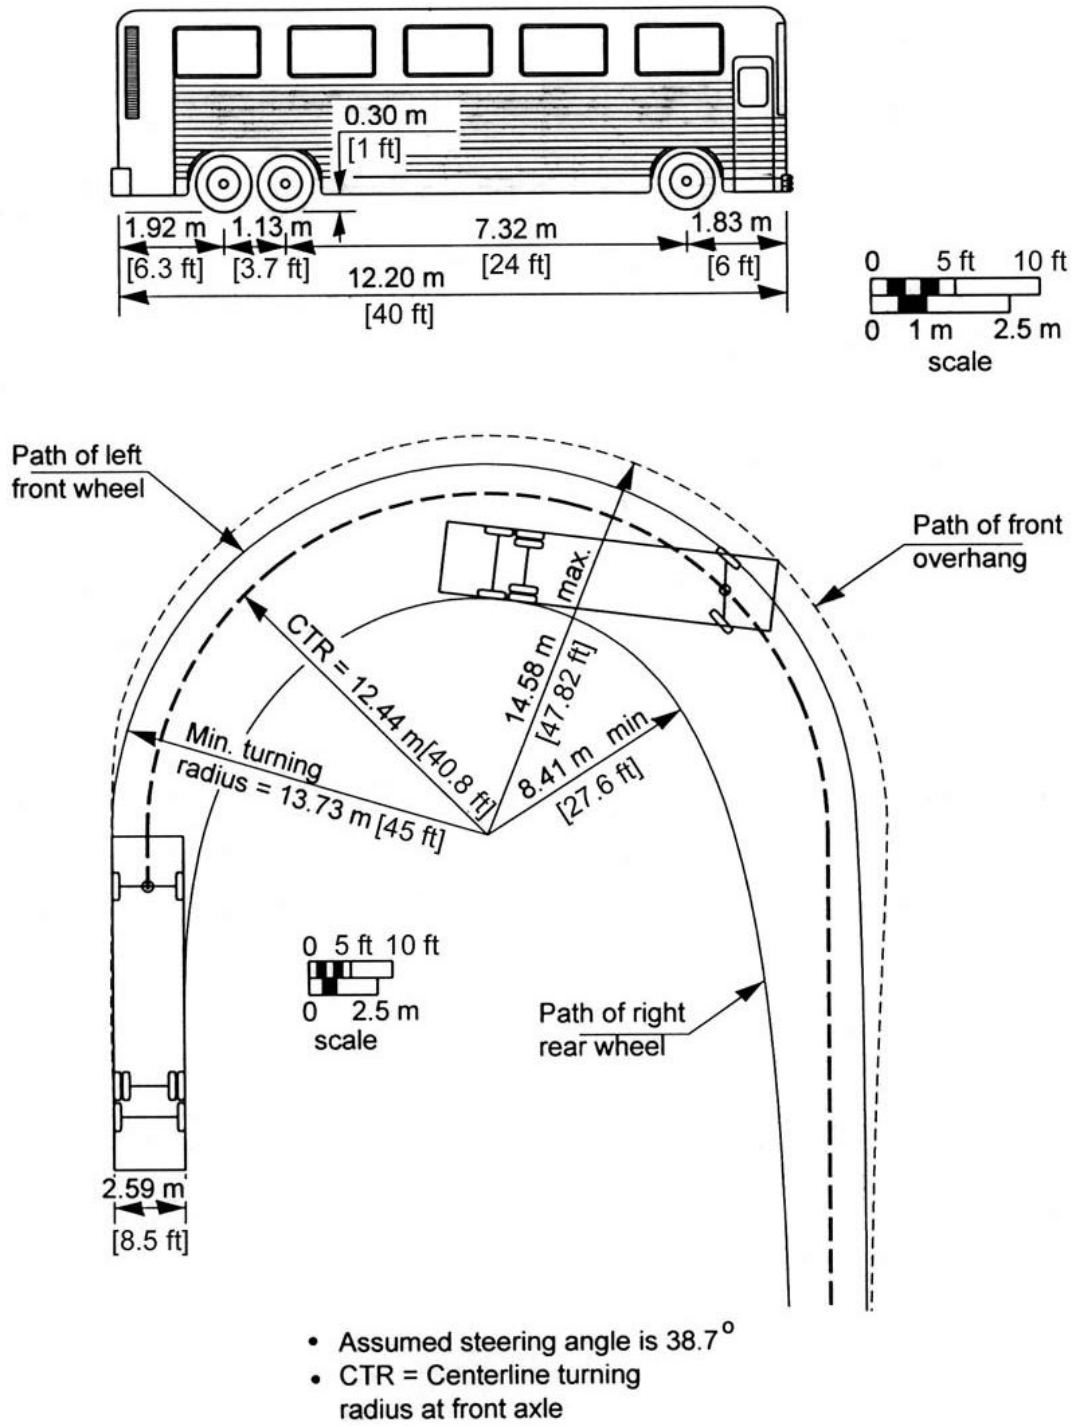 0.30 m
[1 ft]
1.92 m
1.13 m
7.32 m
1.83 m
[6.3 ft]
[3.7 ft]
[24 ft]
[6 ft]
12.20 m
[40 ft]
0 5 ft 10 ft
0 1 m 2.5 m
scale
Path of left
front wheel
Path of front
overhang
CTR = 12.44 m[40.8 ft]
14.58 m max.
[47.82 ft]
Min. turning
radius = 13.73 m [45 ft]
8.41 m min
[27.6 ft]
0 5 ft 10 ft
0 2.5 m
scale
Path of right
rear wheel
2.59 m
[8.5 ft]
• Assumed steering angle is 38.7°
• CTR = Centerline turning
radius at front axle